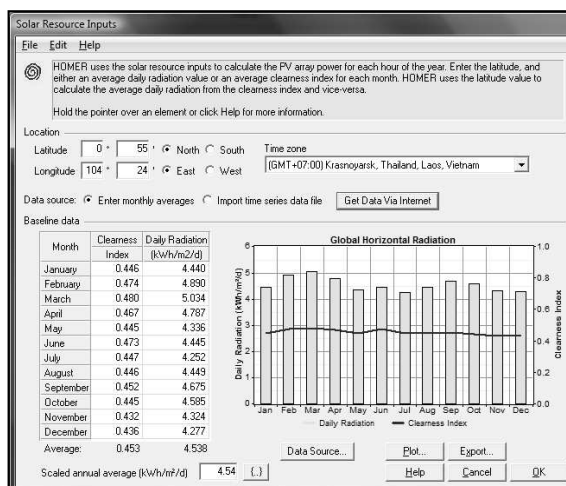 Solar Resource Inputs
File Edit Help
HOMER uses the solar resource inputs to calculate the PV array power for each hour of the year. Enter the latitude, and
either an average daily radiation value or an average clearness index for each month. HOMER uses the latitude value to
calculate the average daily radiation from the clearness index and vice-versa.
Hold the pointer over an element or click Help for more information.
Location
Latitude 0 ° 55 ' North South Time zone
Longitude 104 ° 24 ' East West (GMT+07:00) Krasnoyarsk, Thailand, Laos, Vietnam
Data source: Enter monthly averages Import time series data file Get Data Via Internet
Baseline data
Month Clearness Index Daily Radiation (kWh/m2/d)
January 0.446 4.440
February 0.474 4.890
March 0.480 5.034
April 0.467 4.787
May 0.445 4.336
June 0.473 4.445
July 0.447 4.252
August 0.446 4.449
September 0.452 4.675
October 0.445 4.585
November 0.432 4.324
December 0.436 4.277
Average: 0.453 4.538
Scaled annual average (kWh/m²/d) 4.54 {..}
Global Horizontal Radiation
Daily Radiation (kWh/m²/d)
6
5
4
3
2
1
0
Clearness Index
1.0
0.8
0.6
0.4
0.2
0.0
Jan Feb Mar Apr May Jun Jul Aug Sep Oct Nov Dec
Daily Radiation Clearness Index
Data Source... Plot... Export...
Help Cancel OK